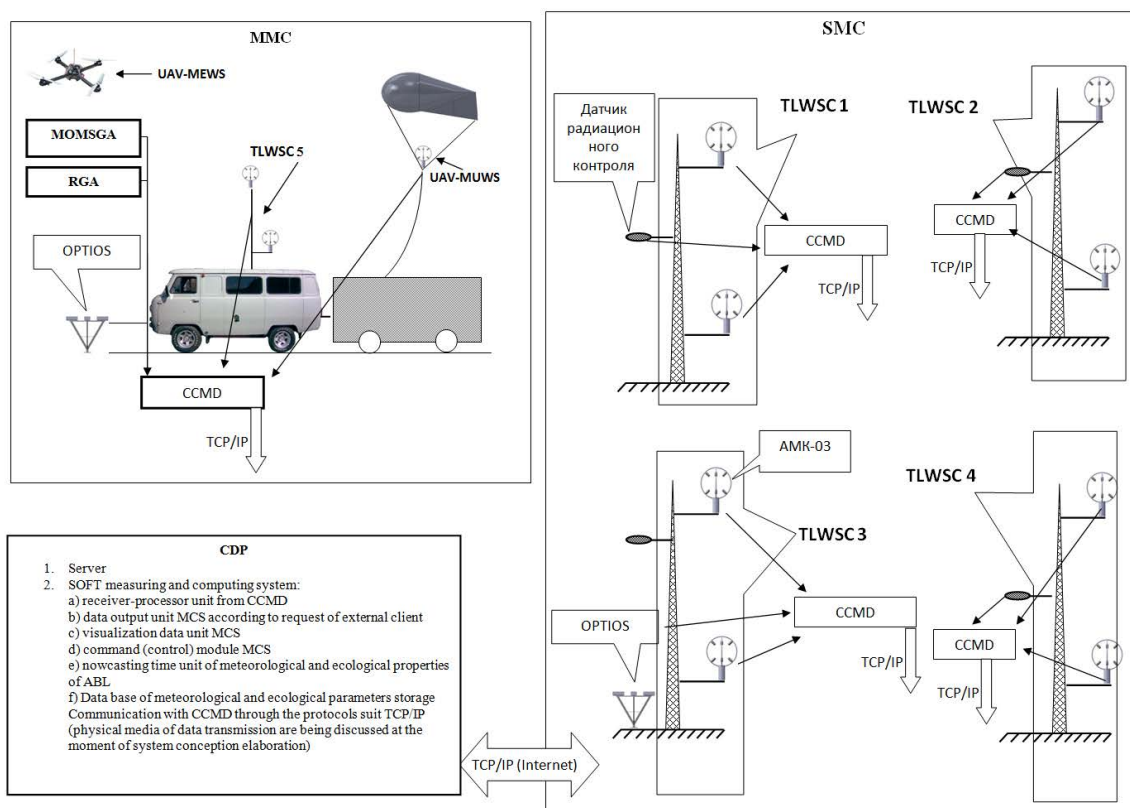 MMC
UAV-MEWS
MOMSGA
RGA
TLWSC 5
UAV-MUWS
OPTIOS
CCMD
TCP/IP
SMC
Датчик
радиацион
ного
контроля
TLWSC 1
CCMD
TCP/IP
TLWSC 2
CCMD
TCP/IP
АМК-03
TLWSC 3
OPTIOS
CCMD
TCP/IP
TLWSC 4
CCMD
TCP/IP
CDP
1. Server
2. SOFT measuring and computing system:
a) receiver-processor unit from CCMD
b) data output unit MCS according to request of external client
c) visualization data unit MCS
d) command (control) module MCS
e) nowcasting time unit of meteorological and ecological properties
of ABL
f) Data base of meteorological and ecological parameters storage
Communication with CCMD through the protocols suit TCP/IP
(physical media of data transmission are being discussed at the
moment of system conception elaboration)
TCP/IP (Internet)